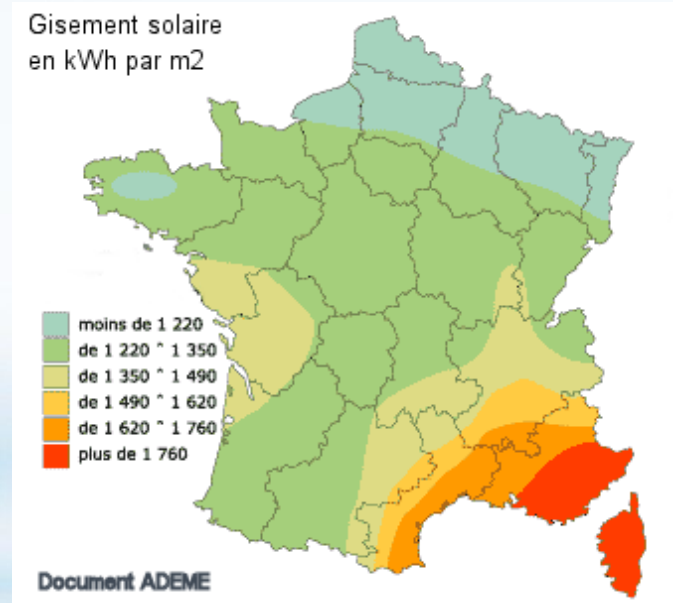 Gisement solaire
en kWh par m2
moins de 1 220
de 1 220 ˆ 1 350
de 1 350 ˆ 1 490
de 1 490 ˆ 1 620
de 1 620 ˆ 1 760
plus de 1 760
Document ADEME